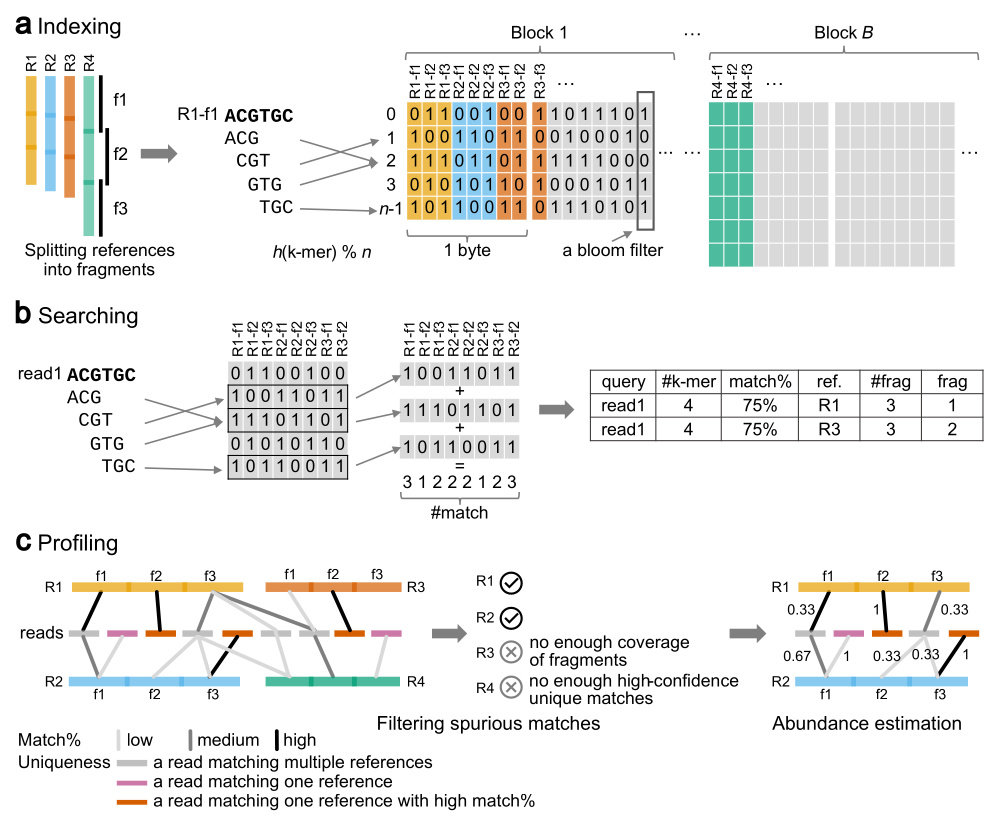 a Indexing
Block 1 ... Block B
R1 R2 R3 R4
R1-f1 R1-f2 R1-f3 R2-f1 R2-f2 R2-f3 R3-f1 R3-f2 R3-f3 ... R4-f1 R4-f2 R4-f3 ...
f1
f2
f3
R1-f1 ACGTGC
ACG
CGT
GTG
TGC
0 0 1 1 0 0 1 0 0 1 1 0 1 1 1 0 1
1 1 0 0 1 1 0 1 1 0 0 1 0 0 0 1 0
2 1 1 1 0 1 1 0 1 1 1 1 1 0 0 0 0
3 0 1 0 1 0 1 1 0 1 0 0 0 1 0 1 1
n-1 1 0 1 1 0 0 1 1 0 1 1 1 0 1 0 1
... ... ...
Splitting references
into fragments
h(k-mer) % n
1 byte
a bloom filter
b Searching
R1-f1 R1-f2 R1-f3 R2-f1 R2-f2 R2-f3 R3-f1 R3-f2
R1-f1 R1-f2 R1-f3 R2-f1 R2-f2 R2-f3 R3-f1 R3-f2
read1 ACGTGC
ACG
CGT
GTG
TGC
0 1 1 0 0 1 0 0
1 0 0 1 1 0 1 1
1 1 1 0 1 1 0 1
0 1 0 1 0 1 1 0
1 0 1 1 0 0 1 1
1 0 0 1 1 0 1 1
+
1 1 1 0 1 1 0 1
+
1 0 1 1 0 0 1 1
=
3 1 2 2 2 1 2 3
#match
query #k-mer match% ref. #frag frag
read1 4 75% R1 3 1
read1 4 75% R3 3 2
c Profiling
R1 f1 f2 f3 f1 f2 f3 R3
reads
R2 f1 f2 f3 R4
R1
R2
R3 no enough coverage
of fragments
R4 no enough high-confidence
unique matches
Filtering spurious matches
R1 f1 f2 f3
0.33 1 0.33
0.67 1 0.33 0.33 1
R2 f1 f2 f3
Abundance estimation
Match% low medium high
Uniqueness a read matching multiple references
a read matching one reference
a read matching one reference with high match%